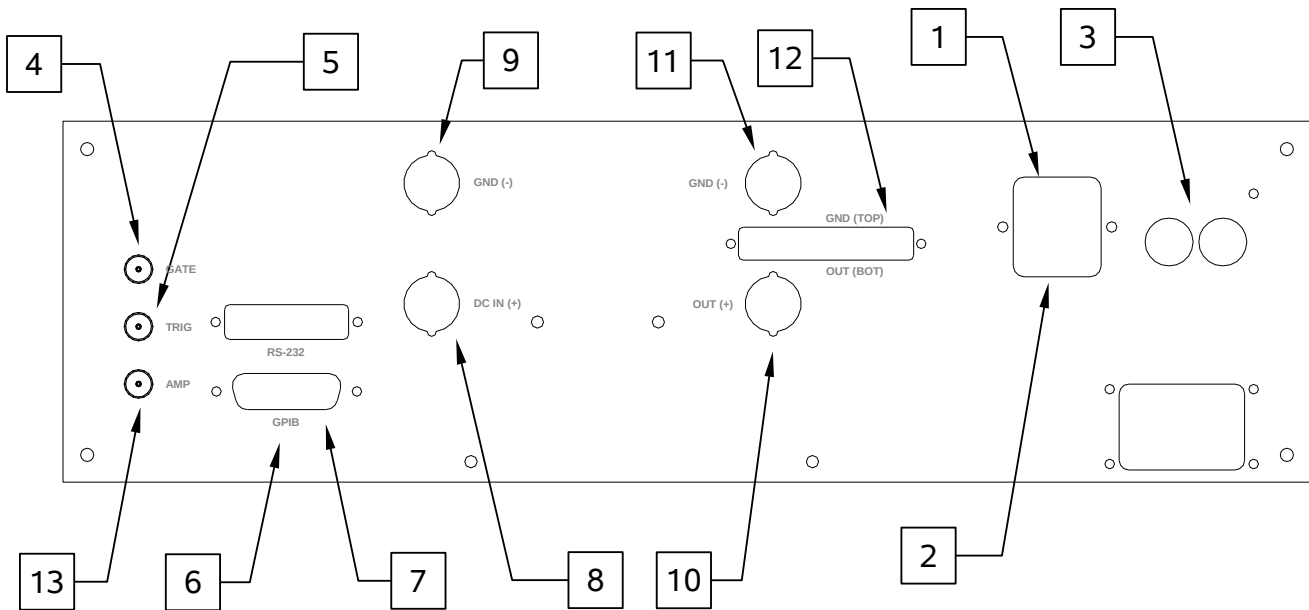 1
3
4
5
9
11
12
GND (-)
GND (-)
GND (TOP)
OUT (BOT)
GATE
DC IN (+)
OUT (+)
TRIG
RS-232
AMP
GPIB
2
13
6
7
8
10